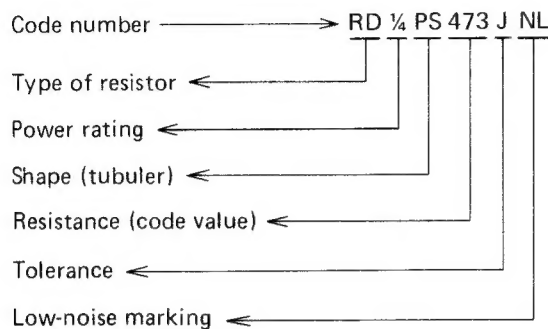 Code number RD ¼ PS 473 J NL
Type of resistor
Power rating
Shape (tubuler)
Resistance (code value)
Tolerance
Low-noise marking